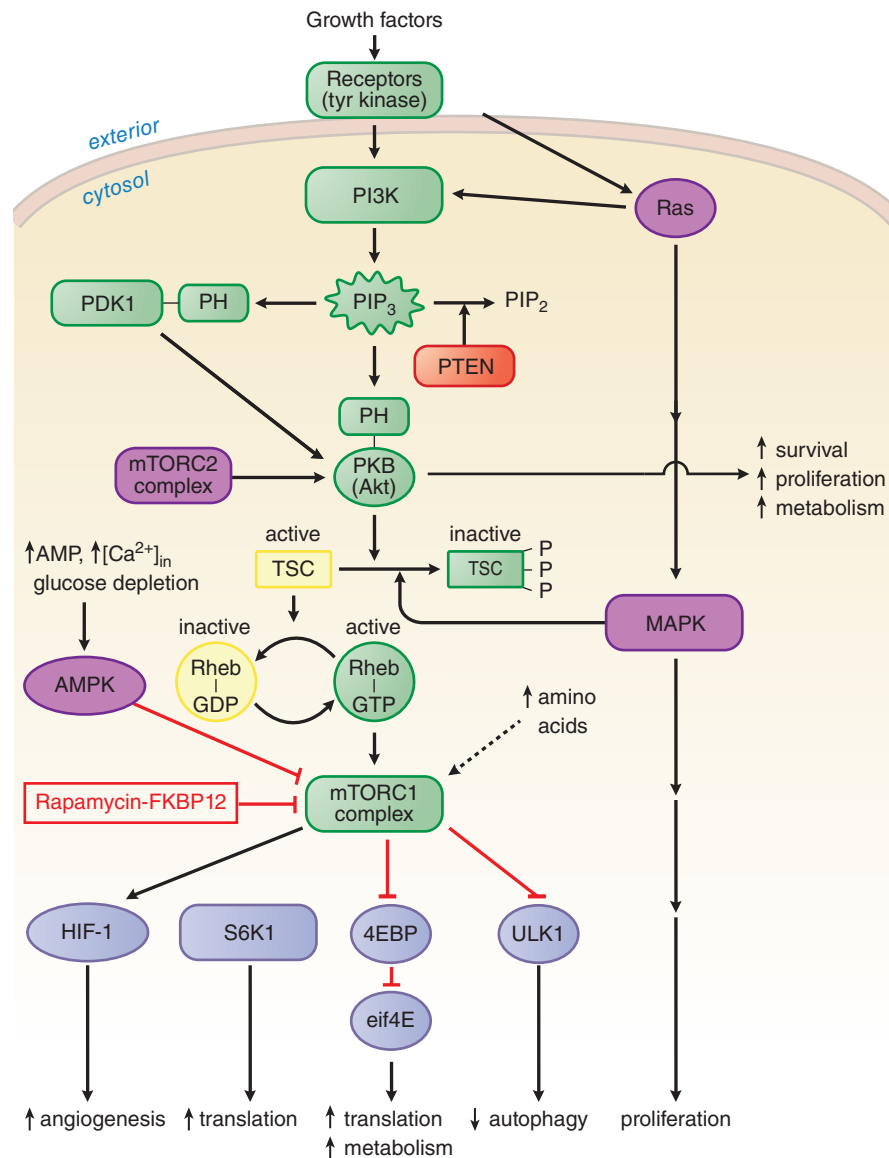 Growth factors
Receptors
(tyr kinase)
exterior
cytosol
PI3K
Ras
PDK1
PH
PIP₃
PIP₂
PTEN
PH
PKB
(Akt)
mTORC2
complex
↑ survival
↑ proliferation
↑ metabolism
↑AMP, ↑[Ca²⁺]ᵢₙ
glucose depletion
active
TSC
inactive
TSC
P
P
P
MAPK
inactive
Rheb
GDP
active
Rheb
GTP
AMPK
↑ amino
acids
Rapamycin-FKBP12
mTORC1
complex
HIF-1
S6K1
4EBP
ULK1
eif4E
↑ angiogenesis
↑ translation
↑ translation
↑ metabolism
↓ autophagy
proliferation